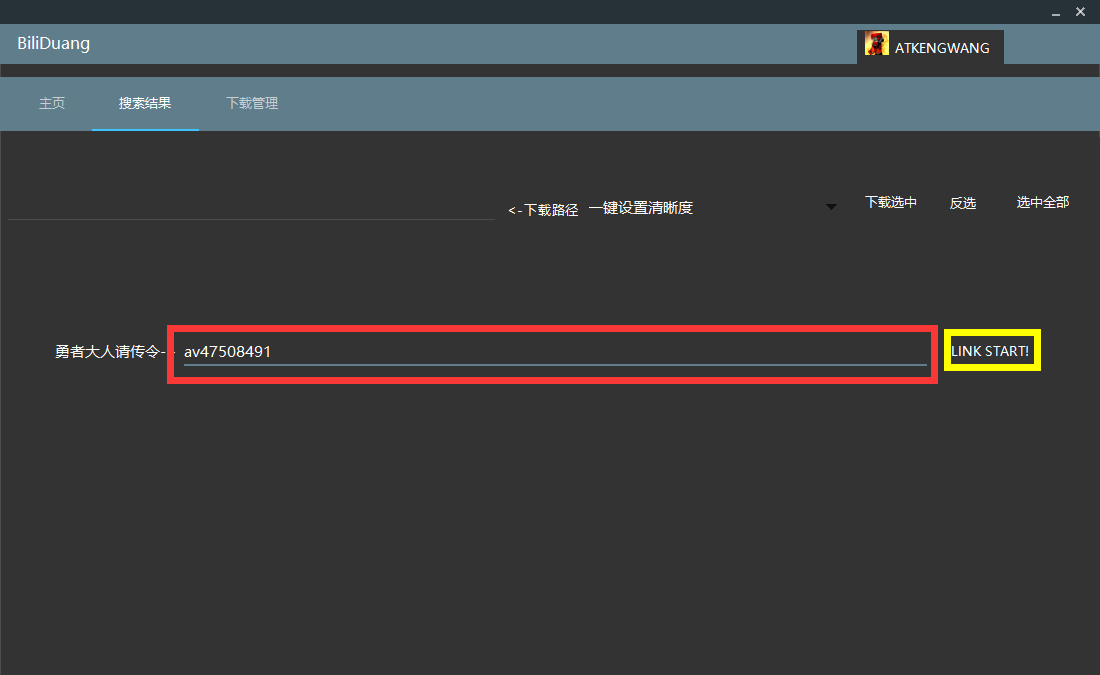 BiliDuang
ATKENGWANG
主页 搜索结果 下载管理
<-下载路径 一键设置清晰度 下载选中 反选 选中全部
勇者大人请传令- av47508491 LINK START!